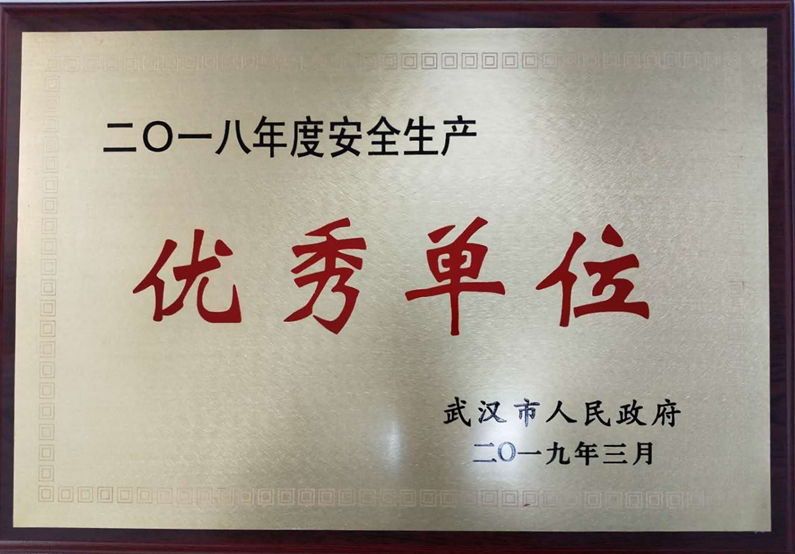 二〇一八年度安全生产
优秀单位
武汉市人民政府
二〇一九年三月